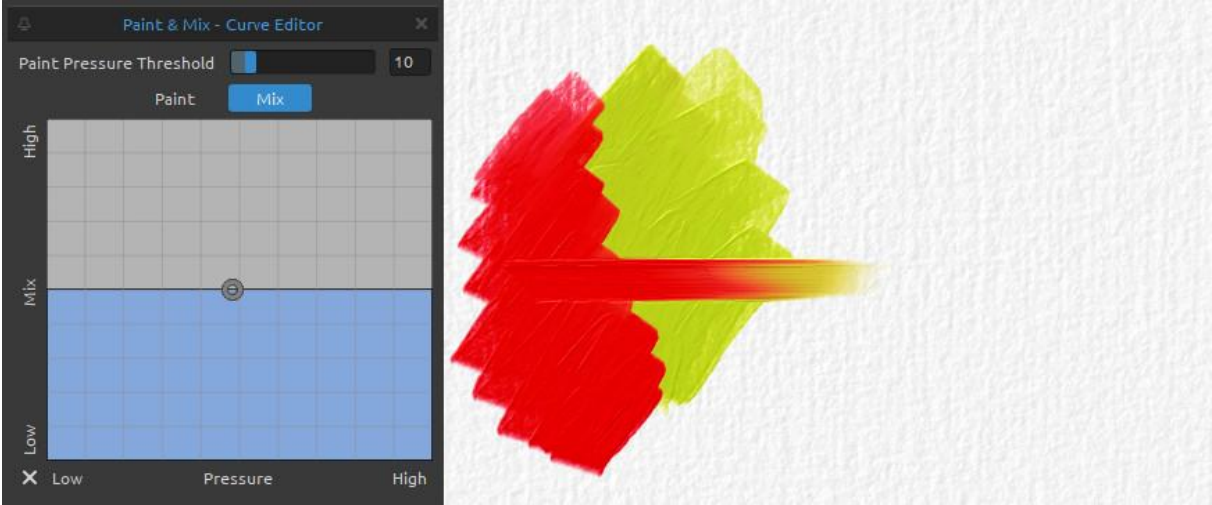 Paint & Mix - Curve Editor
Paint Pressure Threshold 10
Paint Mix
High
Mix
Low
Low Pressure High